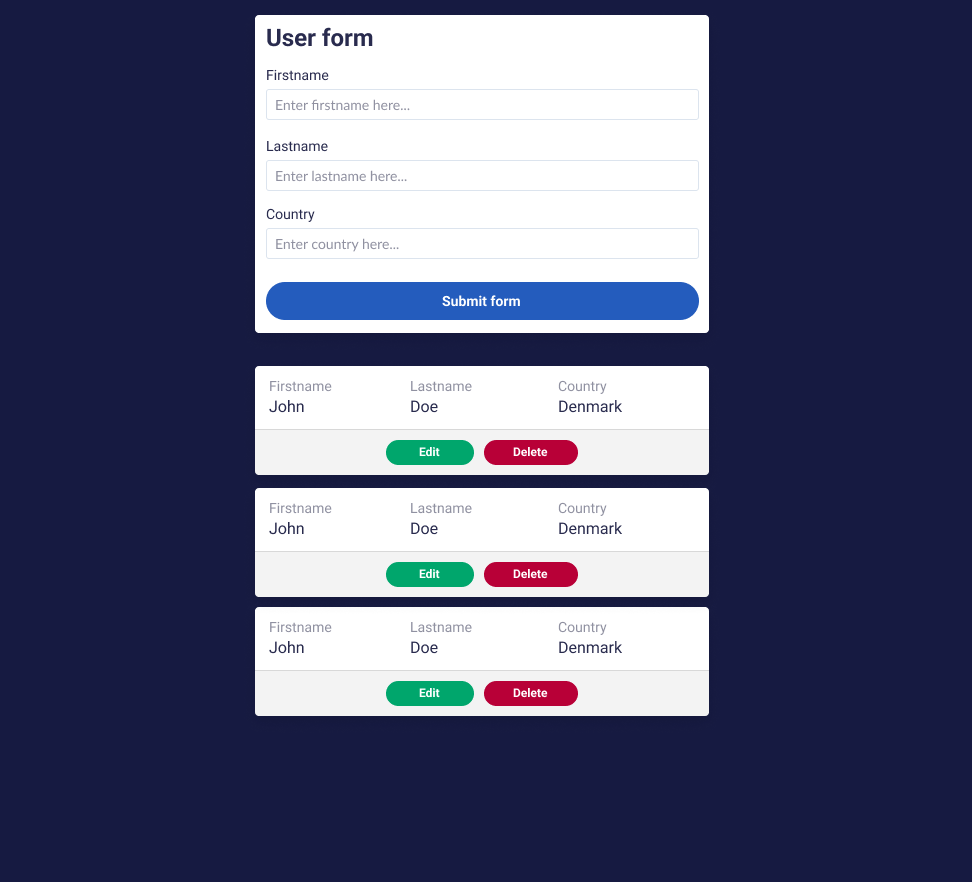 User form
Firstname
Enter firstname here...
Lastname
Enter lastname here...
Country
Enter country here...
Submit form
Firstname Lastname Country
John Doe Denmark
Edit Delete
Firstname Lastname Country
John Doe Denmark
Edit Delete
Firstname Lastname Country
John Doe Denmark
Edit Delete